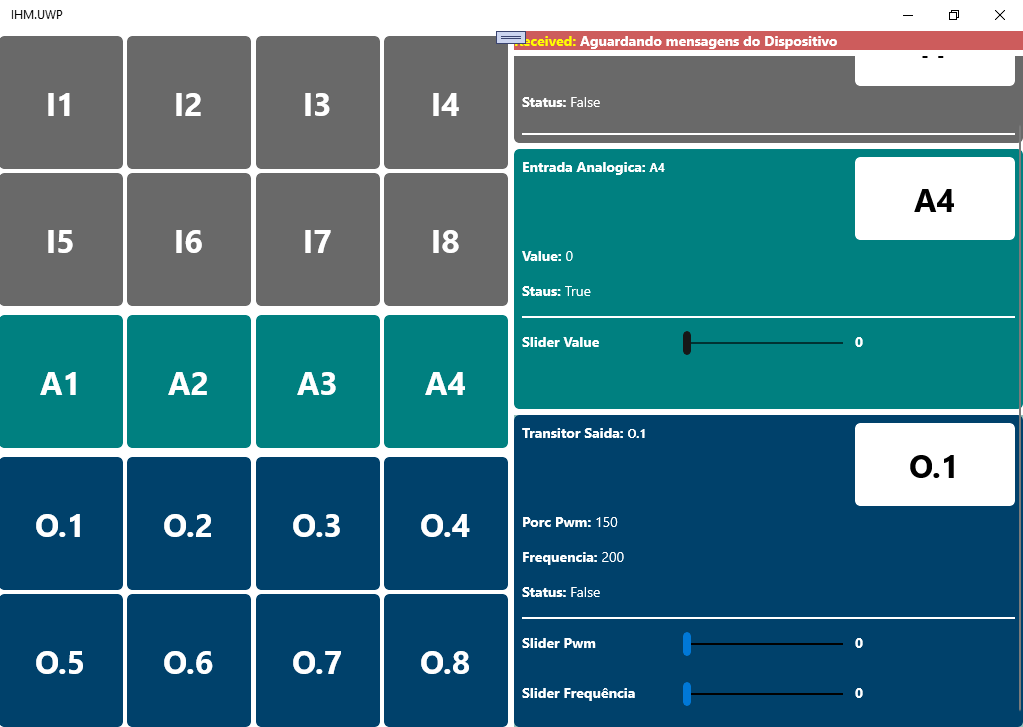 IHM.UWP
I1 I2 I3 I4
I5 I6 I7 I8
A1 A2 A3 A4
O.1 O.2 O.3 O.4
O.5 O.6 O.7 O.8
Aguardando mensagens do Dispositivo
Status: False
Entrada Analogica: A4
A4
Value: 0
Staus: True
Slider Value 0
Transitor Saida: O.1
O.1
Porc Pwm: 150
Frequencia: 200
Status: False
Slider Pwm 0
Slider Frequência 0